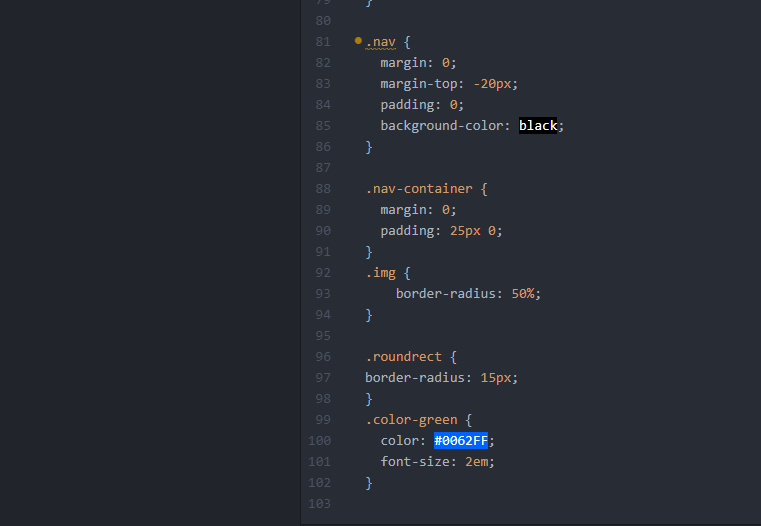 79 }
80
81 .nav {
82 margin: 0;
83 margin-top: -20px;
84 padding: 0;
85 background-color: black;
86 }
87
88 .nav-container {
89 margin: 0;
90 padding: 25px 0;
91 }
92 .img {
93 border-radius: 50%;
94 }
95
96 .roundrect {
97 border-radius: 15px;
98 }
99 .color-green {
100 color: #0062FF;
101 font-size: 2em;
102 }
103